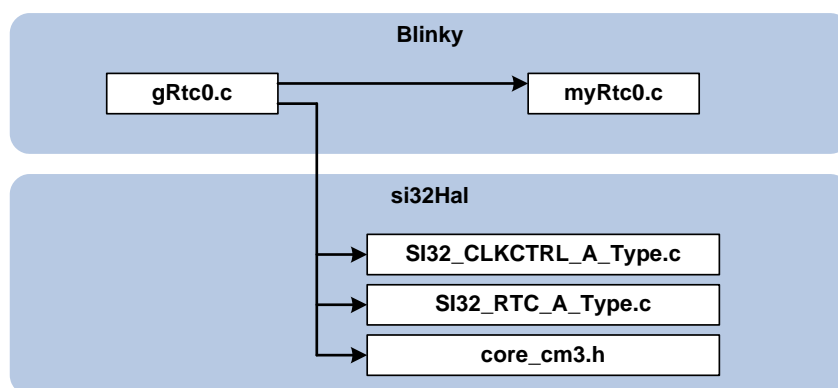 Blinky
gRtc0.c
myRtc0.c
si32Hal
SI32_CLKCTRL_A_Type.c
SI32_RTC_A_Type.c
core_cm3.h